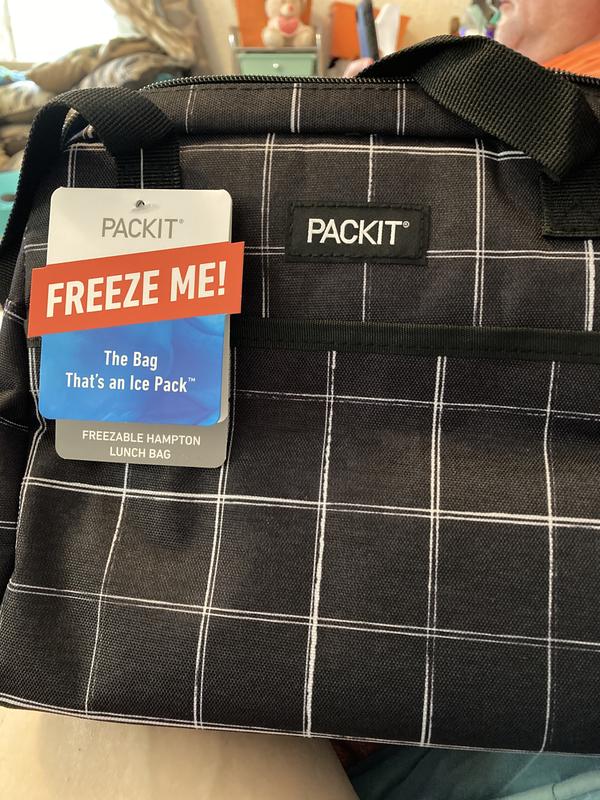 PACKIT®
PACKIT®
FREEZE ME!
The Bag
That's an Ice Pack™
FREEZABLE HAMPTON
LUNCH BAG